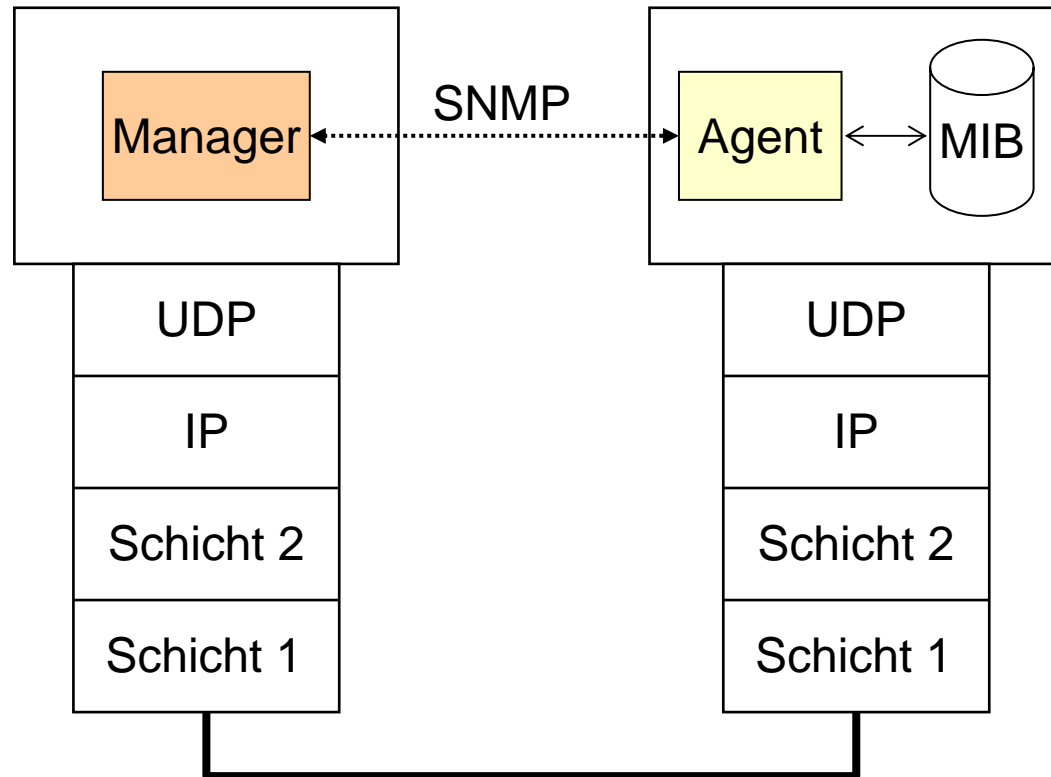 SNMP
Manager
Agent
MIB
UDP
UDP
IP
IP
Schicht 2
Schicht 2
Schicht 1
Schicht 1